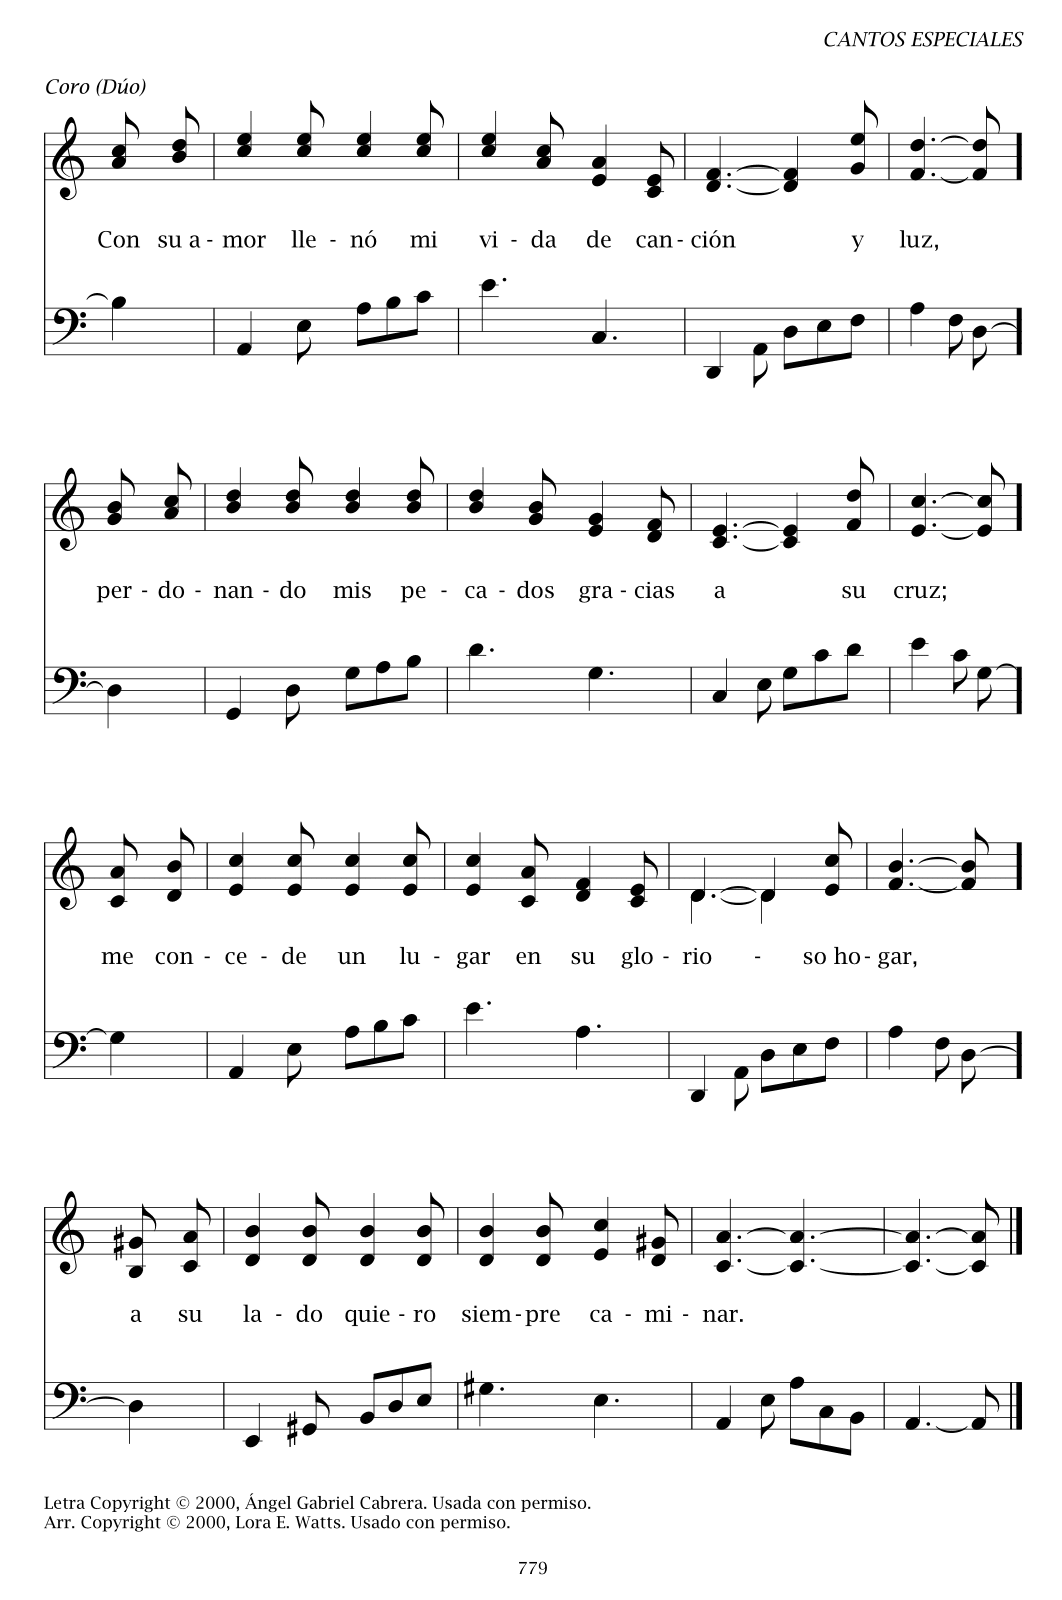 CANTOS ESPECIALES
Coro (Dúo)
Con su a - mor lle - nó mi vi - da de can - ción y luz,
per - do - nan - do mis pe - ca - dos gra - cias a su cruz;
me con - ce - de un lu - gar en su glo - rio - so ho - gar,
a su la - do quie - ro siem - pre ca - mi - nar.
Letra Copyright © 2000, Ángel Gabriel Cabrera. Usada con permiso.
Arr. Copyright © 2000, Lora E. Watts. Usado con permiso.
779